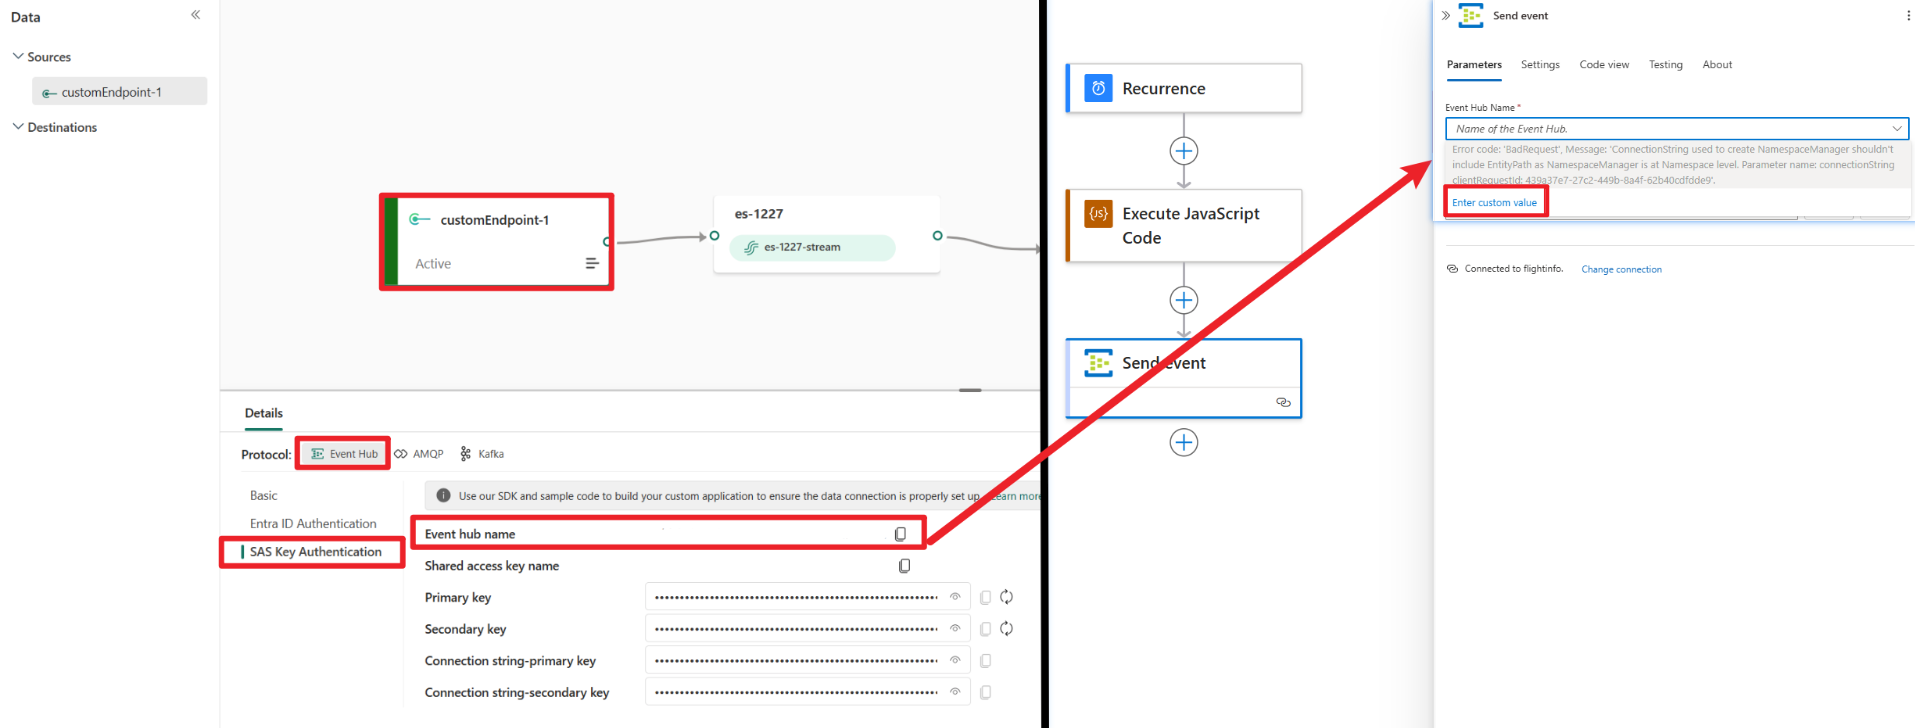 Data
Sources
customEndpoint-1
Destinations
customEndpoint-1
Active
es-1227
es-1227-stream
Details
Protocol:
Event Hub
AMQP
Kafka
Basic
Entra ID Authentication
SAS Key Authentication
Use our SDK and sample code to build your custom application to ensure the data connection is properly set up. Learn more
Event hub name
Shared access key name
Primary key
Secondary key
Connection string-primary key
Connection string-secondary key
Recurrence
{JS}
Execute JavaScript
Code
Send event
Send event
Parameters
Settings
Code view
Testing
About
Event Hub Name *
Name of the Event Hub.
Error code: 'BadRequest', Message: 'ConnectionString used to create NamespaceManager shouldn't
include EntityPath as NamespaceManager is at Namespace level. Parameter name: connectionString
clientRequestId: 439a37e7-27c2-449b-8a4f-62b40cdfdde9'.
Enter custom value
Connected to flightinfo.
Change connection